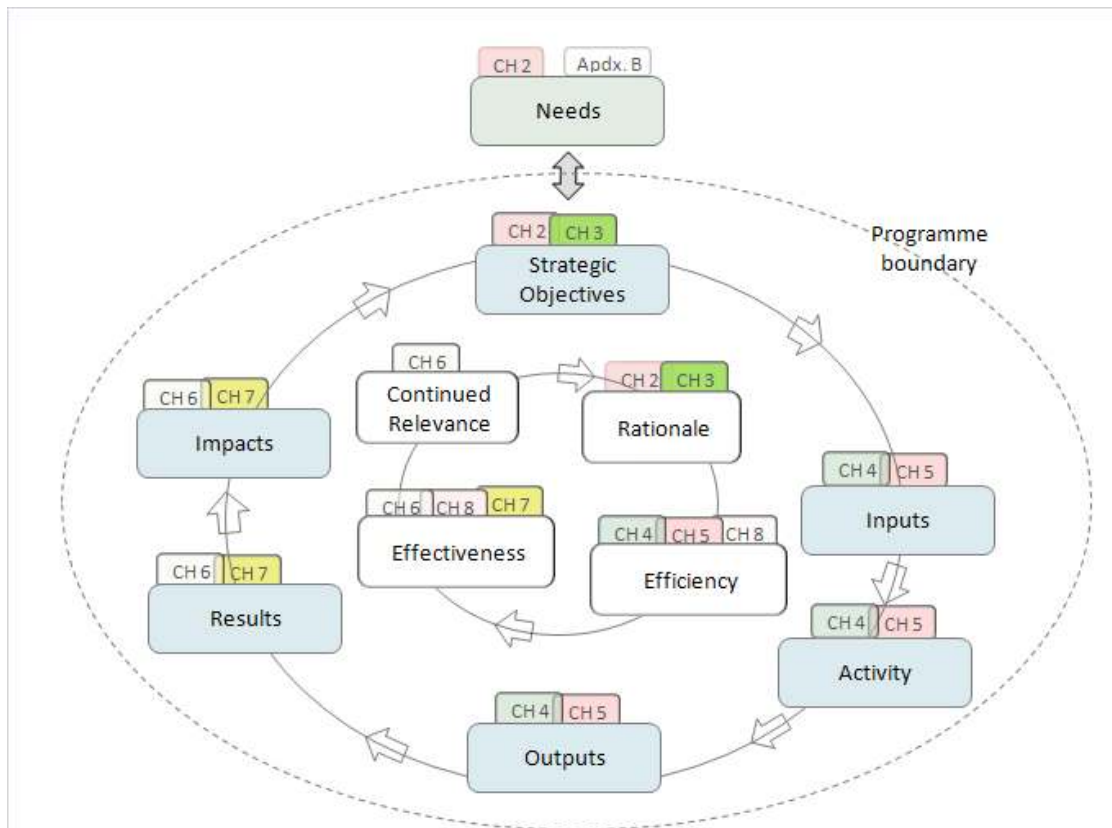 CH 2
Apdx. B
Needs
CH 2
CH 3
Strategic
Objectives
Programme
boundary
CH 6
Continued
Relevance
CH 2
CH 3
Rationale
CH 6
CH 7
Impacts
CH 4
CH 5
Inputs
CH 6
CH 8
CH 7
Effectiveness
CH 4
CH 5
CH 8
Efficiency
CH 6
CH 7
Results
CH 4
CH 5
Activity
CH 4
CH 5
Outputs